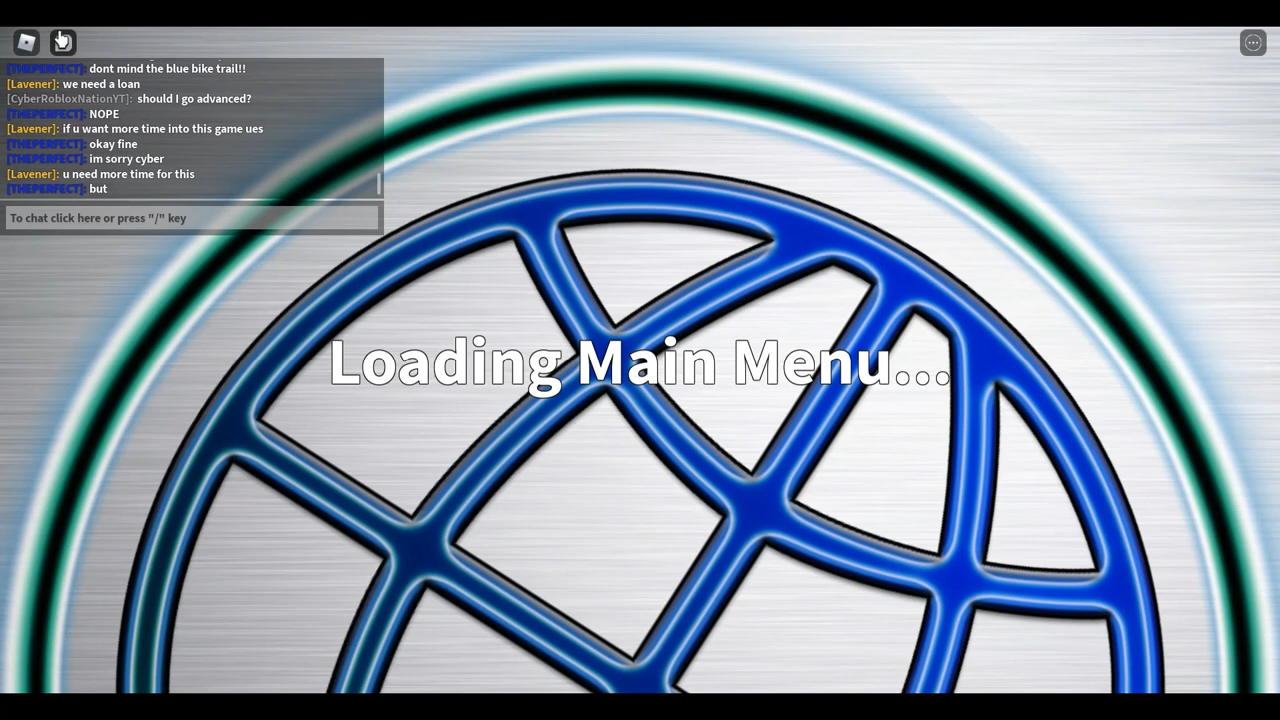 [THEPERFECT]: dont mind the blue bike trail!!
[Lavener]: we need a loan
[CyberRobloxNationYT]: should I go advanced?
[THEPERFECT]: NOPE
[Lavener]: if u want more time into this game ues
[THEPERFECT]: okay fine
[THEPERFECT]: im sorry cyber
[Lavener]: u need more time for this
[THEPERFECT]: but
To chat click here or press "/" key
Loading Main Menu...